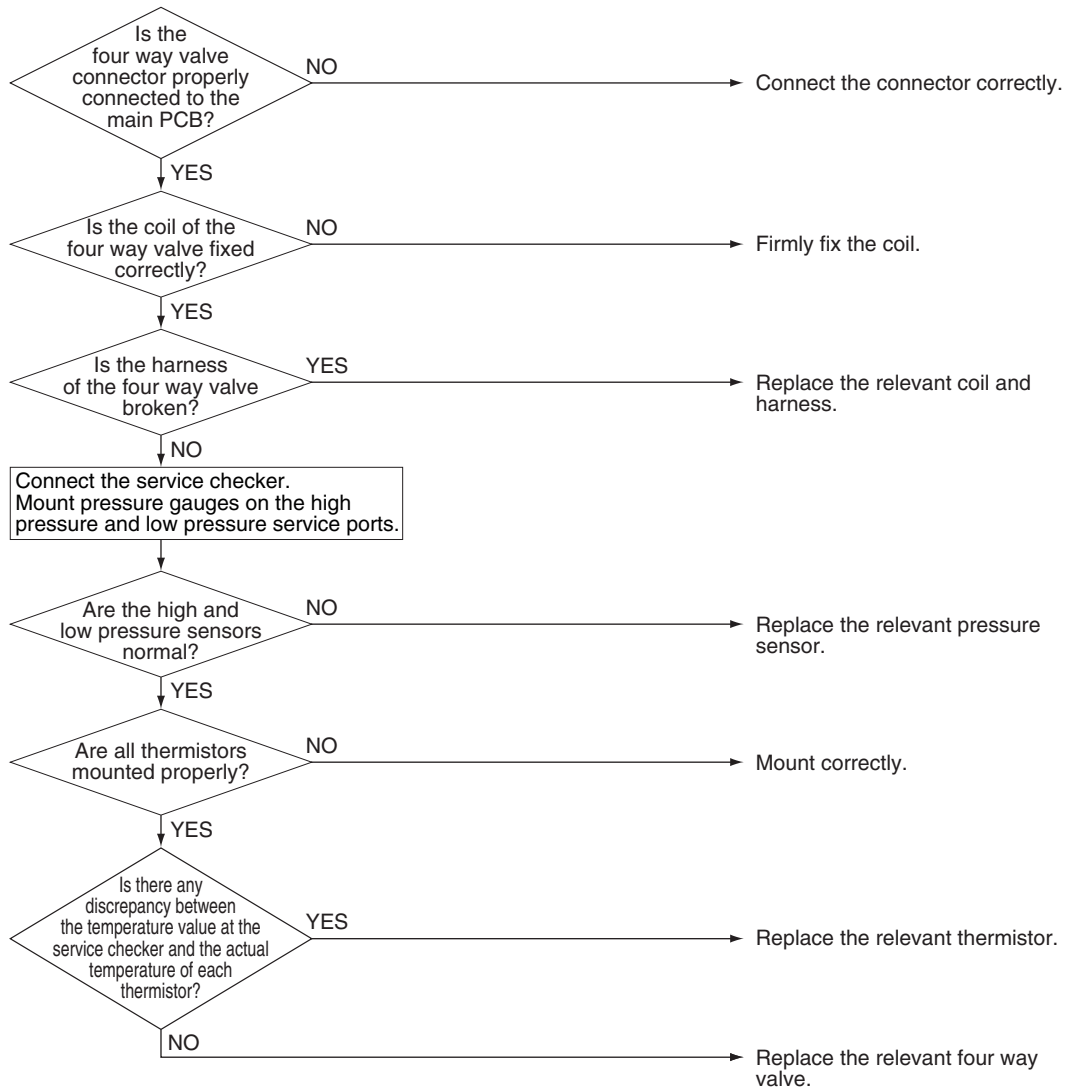 Is the
four way valve
connector properly
connected to the
main PCB?
NO
Connect the connector correctly.
YES
Is the coil of the
four way valve fixed
correctly?
NO
Firmly fix the coil.
YES
Is the harness
of the four way valve
broken?
YES
Replace the relevant coil and
harness.
NO
Connect the service checker.
Mount pressure gauges on the high
pressure and low pressure service ports.
Are the high and
low pressure sensors
normal?
NO
Replace the relevant pressure
sensor.
YES
Are all thermistors
mounted properly?
NO
Mount correctly.
YES
Is there any
discrepancy between
the temperature value at the
service checker and the actual
temperature of each
thermistor?
YES
Replace the relevant thermistor.
NO
Replace the relevant four way
valve.